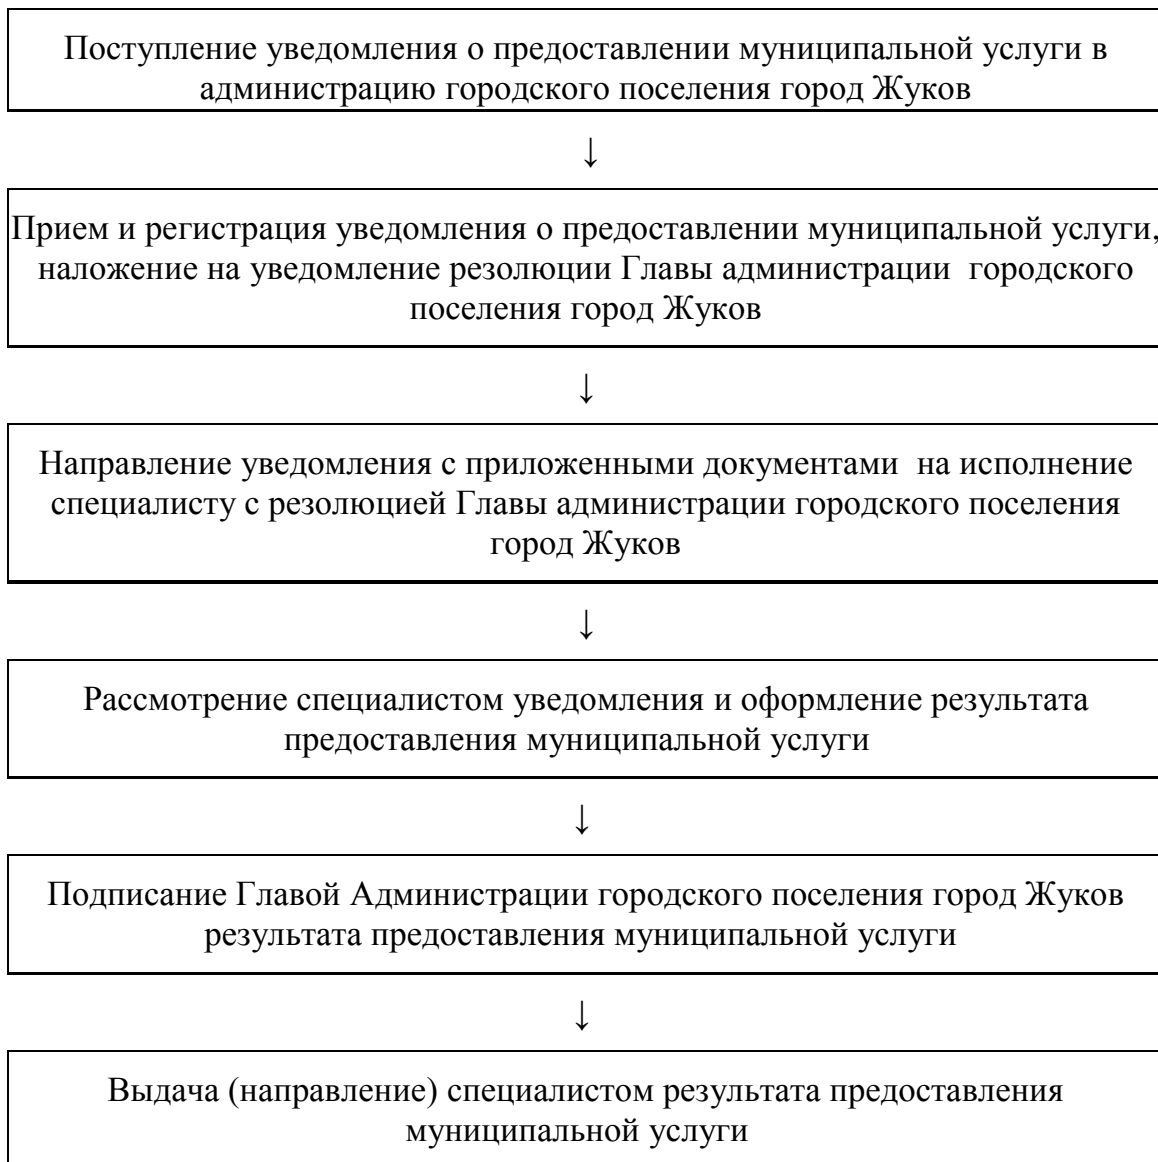 Поступление уведомления о предоставлении муниципальной услуги в
администрацию городского поселения город Жуков
↓
Прием и регистрация уведомления о предоставлении муниципальной услуги,
наложение на уведомление резолюции Главы администрации городского
поселения город Жуков
↓
Направление уведомления с приложенными документами на исполнение
специалисту с резолюцией Главы администрации городского поселения
город Жуков
↓
Рассмотрение специалистом уведомления и оформление результата
предоставления муниципальной услуги
↓
Подписание Главой Администрации городского поселения город Жуков
результата предоставления муниципальной услуги
↓
Выдача (направление) специалистом результата предоставления
муниципальной услуги